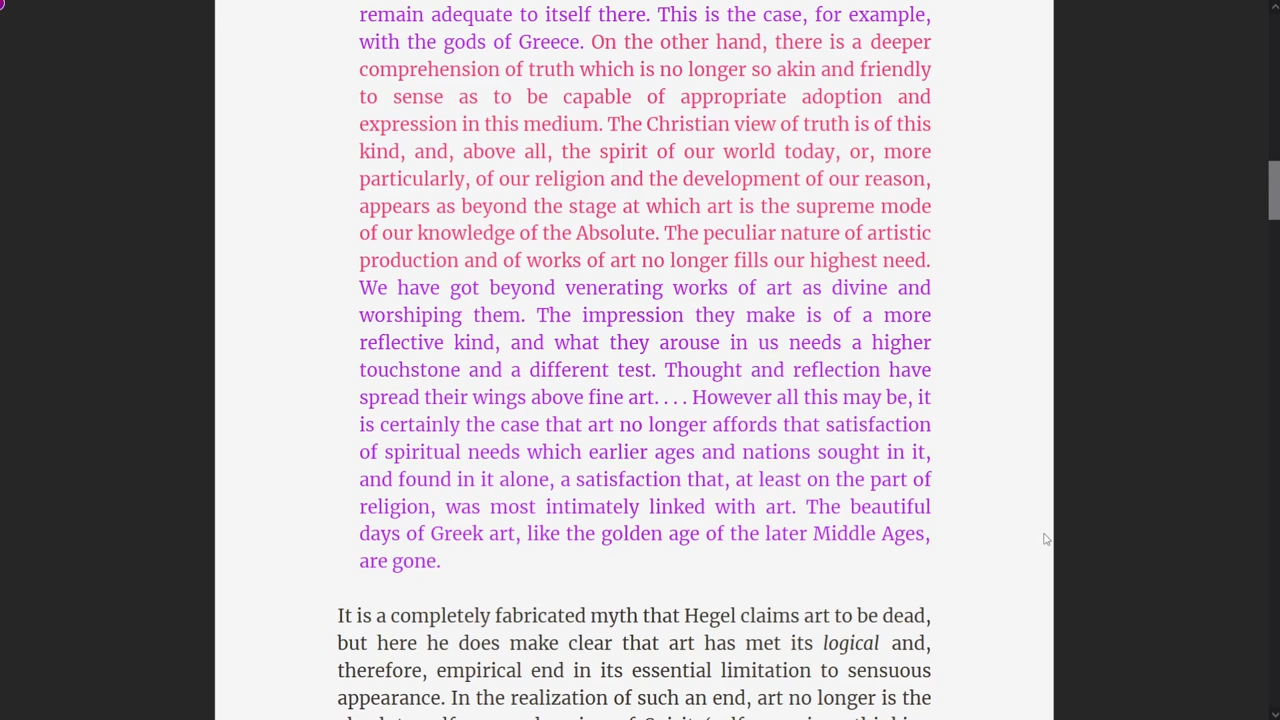 remain adequate to itself there. This is the case, for example,
with the gods of Greece. On the other hand, there is a deeper
comprehension of truth which is no longer so akin and friendly
to sense as to be capable of appropriate adoption and
expression in this medium. The Christian view of truth is of this
kind, and, above all, the spirit of our world today, or, more
particularly, of our religion and the development of our reason,
appears as beyond the stage at which art is the supreme mode
of our knowledge of the Absolute. The peculiar nature of artistic
production and of works of art no longer fills our highest need.
We have got beyond venerating works of art as divine and
worshiping them. The impression they make is of a more
reflective kind, and what they arouse in us needs a higher
touchstone and a different test. Thought and reflection have
spread their wings above fine art. . . . However all this may be, it
is certainly the case that art no longer affords that satisfaction
of spiritual needs which earlier ages and nations sought in it,
and found in it alone, a satisfaction that, at least on the part of
religion, was most intimately linked with art. The beautiful
days of Greek art, like the golden age of the later Middle Ages,
are gone.
It is a completely fabricated myth that Hegel claims art to be dead,
but here he does make clear that art has met its logical and,
therefore, empirical end in its essential limitation to sensuous
appearance. In the realization of such an end, art no longer is the